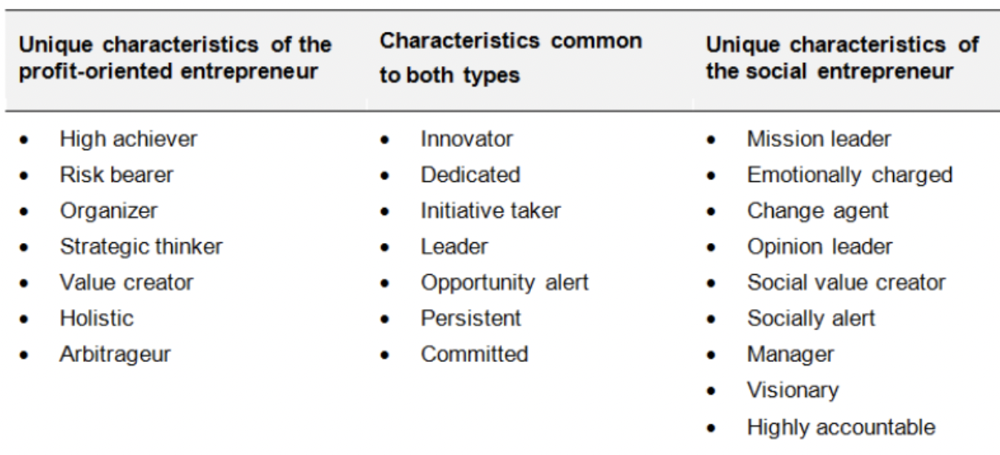 Unique characteristics of the
profit-oriented entrepreneur
Characteristics common
to both types
Unique characteristics of
the social entrepreneur
• High achiever
• Risk bearer
• Organizer
• Strategic thinker
• Value creator
• Holistic
• Arbitrageur
• Innovator
• Dedicated
• Initiative taker
• Leader
• Opportunity alert
• Persistent
• Committed
• Mission leader
• Emotionally charged
• Change agent
• Opinion leader
• Social value creator
• Socially alert
• Manager
• Visionary
• Highly accountable